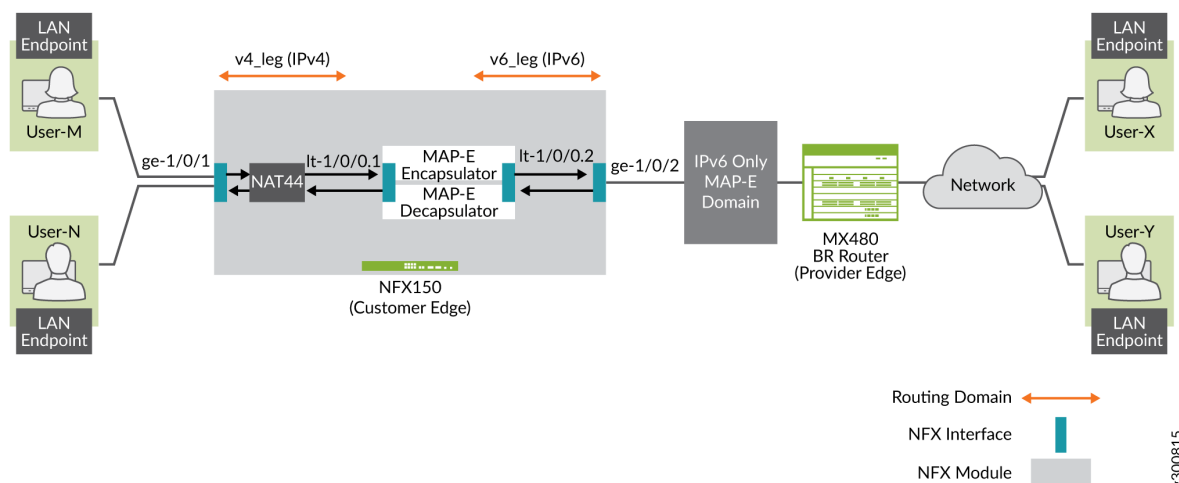 LAN
Endpoint
User-M
User-N
LAN
Endpoint
v4_leg (IPv4)
v6_leg (IPv6)
ge-1/0/1
NAT44
lt-1/0/0.1
MAP-E
Encapsulator
MAP-E
Decapsulator
lt-1/0/0.2
ge-1/0/2
NFX150
(Customer Edge)
IPv6 Only
MAP-E
Domain
MX480
BR Router
(Provider Edge)
Network
LAN
Endpoint
User-X
User-Y
LAN
Endpoint
Routing Domain
NFX Interface
NFX Module